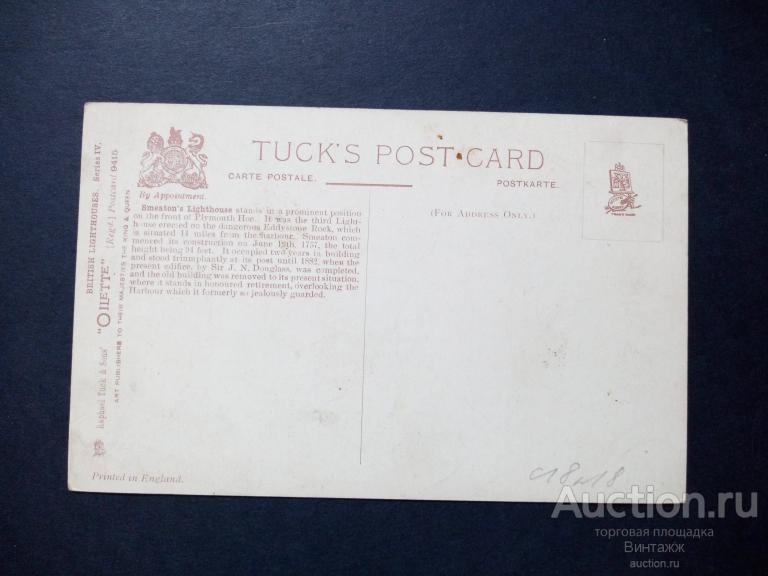 BRITISH LIGHTHOUSES. Series IV.
Raphael Tuck & Sons' "OILETTE" [Regd.] Postcard 9415
ART PUBLISHERS TO THEIR MAJESTIES THE KING & QUEEN
By Appointment.
TUCK'S POST CARD
CARTE POSTALE.
POSTKARTE.
(FOR ADDRESS ONLY.)
Smeaton's Lighthouse stands in a prominent position
on the front of Plymouth Hoe. It was the third Light-
house erected on the dangerous Eddystone Rock, which
is situated 14 miles from the harbour. Smeaton com-
menced its construction on June 12th, 1757, the total
height being 94 feet. It occupied two years in building
and stood triumphantly at its post until 1882, when the
present edifice, by Sir J. N. Douglass, was completed,
and the old building was removed to its present situation,
where it stands in honoured retirement, overlooking the
Harbour which it formerly so jealously guarded.
Printed in England.
Auction.ru
торговая площадка
Винтажж
auction.ru